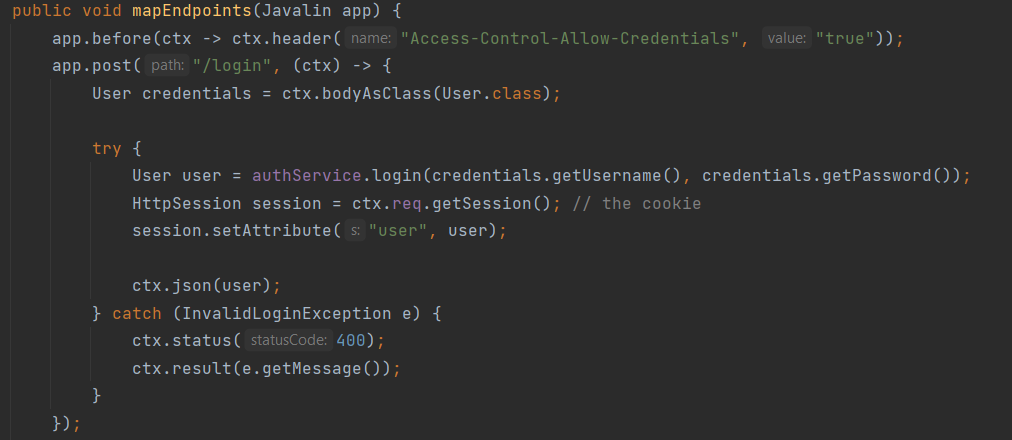 public void mapEndpoints(Javalin app) {
    app.before(ctx -> ctx.header( name: "Access-Control-Allow-Credentials", value: "true"));
    app.post( path: "/login", (ctx) -> {
        User credentials = ctx.bodyAsClass(User.class);

        try {
            User user = authService.login(credentials.getUsername(), credentials.getPassword());
            HttpSession session = ctx.req.getSession(); // the cookie
            session.setAttribute( s: "user", user);

            ctx.json(user);
        } catch (InvalidLoginException e) {
            ctx.status( statusCode: 400);
            ctx.result(e.getMessage());
        }
    });